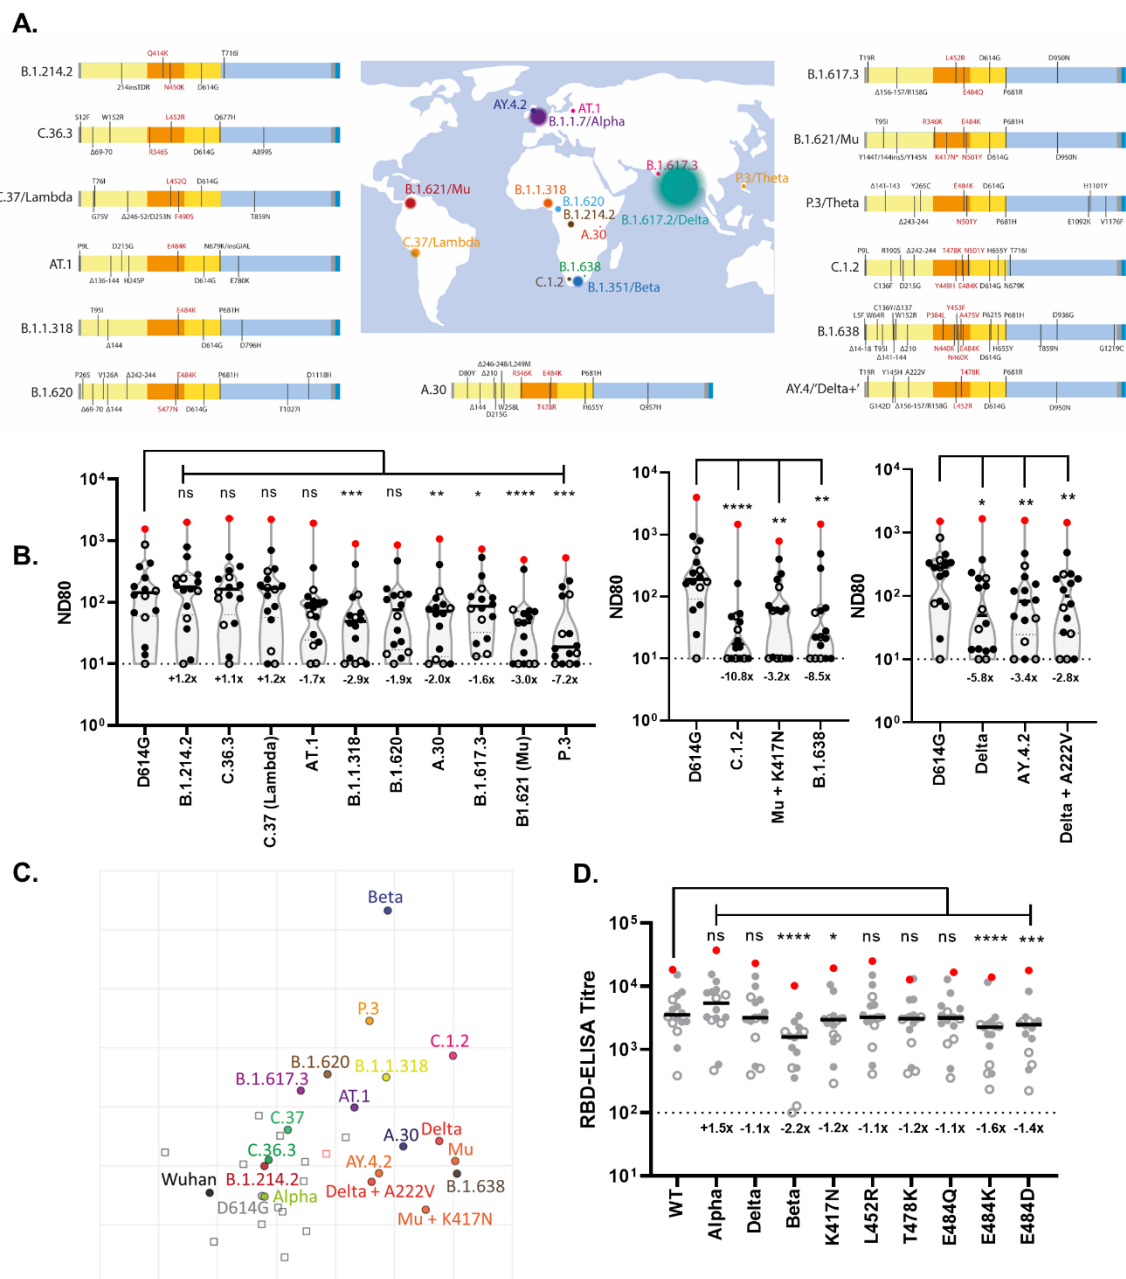 A.
B.1.214.2
Q414K
T716I
214insTDR
N450K
D614G
C.36.3
S12F
W152R
L452R
Q677H
Δ69-70
R346S
D614G
A899S
C.37/Lambda
T76I
L452Q
D614G
G75V
Δ246-52/D253N
F490S
T859N
AT.1
P9L
D215G
E484K
N679K/insGIAL
Δ136-144
H245P
D614G
E780K
B.1.1.318
T95I
E484K
P681H
Δ144
D614G
D796H
B.1.620
P26S
V126A
Δ242-244
E484K
P681H
D1118H
Δ69-70
Δ144
S477N
D614G
T1027I
AY.4.2
AT.1
B.1.1.7/Alpha
B.1.617.3
P.3/Theta
B.1.621/Mu
B.1.1.318
B.1.620
B.1.214.2
B.1.617.2/Delta
A.30
C.37/Lambda
B.1.638
C.1.2
B.1.351/Beta
A.30
Δ246-248/L249M
D80Y
Δ210
R346K
E484K
P681H
Δ144
W258L
T478R
H655Y
Q957H
D215G
B.1.617.3
T19R
L452R
D614G
D950N
Δ156-157/R158G
E484Q
P681R
B.1.621/Mu
T95I
R346K
E484K
P681H
Y144T/144insS/Y145N
K417N*
N501Y
D614G
D950N
P.3/Theta
Δ141-143
Y265C
E484K
D614G
H1101Y
Δ243-244
N501Y
P681H
E1092K
V1176F
C.1.2
P9L
R190S
Δ242-244
T478K
N501Y
H655Y
T716I
C136F
D215G
Y449H
E484K
D614G
N679K
B.1.638
C136Y/Δ137
Y453F
L5F
W64R
W152R
P384L
A475V
P621S
P681H
D936G
Δ14-18
T95I
Δ210
N440K
E484K
H655Y
T859N
G1219C
Δ141-144
N460K
D614G
AY.4/'Delta+'
T19R
Y145H
A222V
T478K
P681R
G142D
Δ156-157/R158G
L452R
D614G
D950N
B.
ND80
10⁴
10³
10²
10¹
10⁰
ns ns ns ns *** ns ** * **** ***
+1.2x +1.1x +1.2x -1.7x -2.9x -1.9x -2.0x -1.6x -3.0x -7.2x
D614G
B.1.214.2
C.36.3
C.37 (Lambda)
AT.1
B.1.1.318
B.1.620
A.30
B.1.617.3
B1.621 (Mu)
P.3
ND80
10⁴
10³
10²
10¹
10⁰
**** ** **
-10.8x -3.2x -8.5x
D614G
C.1.2
Mu + K417N
B.1.638
ND80
10⁴
10³
10²
10¹
10⁰
* ** **
-5.8x -3.4x -2.8x
D614G
Delta
AY.4.2
Delta + A222V
C.
Beta
P.3
C.1.2
B.1.620
B.1.1.318
B.1.617.3
AT.1
C.37
A.30
Delta
C.36.3
Mu
AY.4.2
B.1.214.2
B.1.638
Wuhan
Delta + A222V
Alpha
D614G
Mu + K417N
D.
RBD-ELISA Titre
10⁵
10⁴
10³
10²
10¹
ns ns **** * ns ns ns **** ***
+1.5x -1.1x -2.2x -1.2x -1.1x -1.2x -1.1x -1.6x -1.4x
WT
Alpha
Delta
Beta
K417N
L452R
T478K
E484Q
E484K
E484D